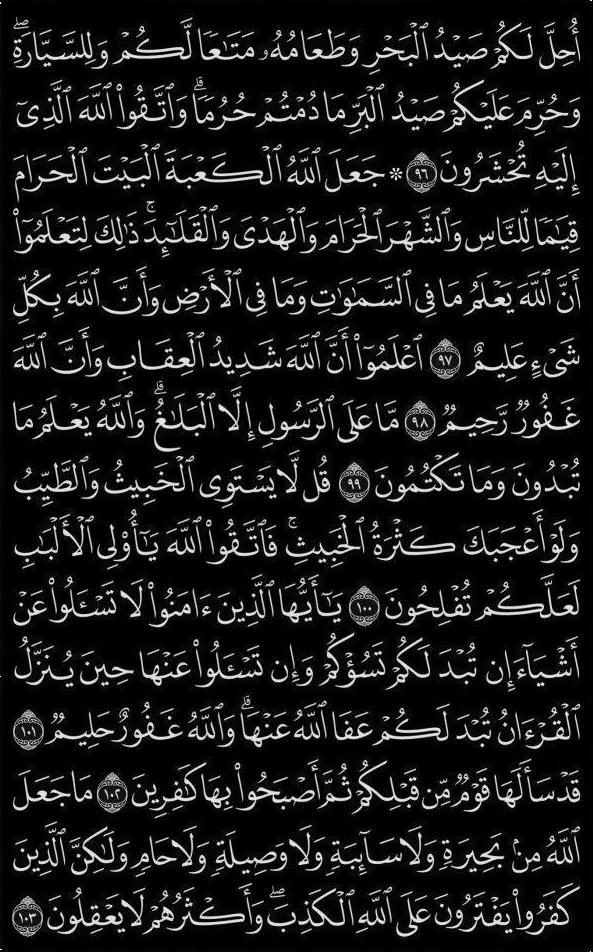 أُحِلَّ لَكُمْ صَيْدُ ٱلْبَحْرِ وَطَعَامُهُۥ مَتَٰعًا لَّكُمْ وَلِلسَّيَّارَةِۖ
وَحُرِّمَ عَلَيْكُمْ صَيْدُ ٱلْبَرِّ مَا دُمْتُمْ حُرُمًاۗ وَٱتَّقُوا۟ ٱللَّهَ ٱلَّذِىٓ
إِلَيْهِ تُحْشَرُونَ ٩٦ ۞ جَعَلَ ٱللَّهُ ٱلْكَعْبَةَ ٱلْبَيْتَ ٱلْحَرَامَ
قِيَٰمًا لِّلنَّاسِ وَٱلشَّهْرَ ٱلْحَرَامَ وَٱلْهَدْىَ وَٱلْقَلَٰٓئِدَۚ ذَٰلِكَ لِتَعْلَمُوٓا۟
أَنَّ ٱللَّهَ يَعْلَمُ مَا فِى ٱلسَّمَٰوَٰتِ وَمَا فِى ٱلْأَرْضِ وَأَنَّ ٱللَّهَ بِكُلِّ
شَىْءٍ عَلِيمٌ ٩٧ ٱعْلَمُوٓا۟ أَنَّ ٱللَّهَ شَدِيدُ ٱلْعِقَابِ وَأَنَّ ٱللَّهَ
غَفُورٌ رَّحِيمٌ ٩٨ مَّا عَلَى ٱلرَّسُولِ إِلَّا ٱلْبَلَٰغُۗ وَٱللَّهُ يَعْلَمُ مَا
تُبْدُونَ وَمَا تَكْتُمُونَ ٩٩ قُل لَّا يَسْتَوِى ٱلْخَبِيثُ وَٱلطَّيِّبُ
وَلَوْ أَعْجَبَكَ كَثْرَةُ ٱلْخَبِيثِۚ فَٱتَّقُوا۟ ٱللَّهَ يَٰٓأُو۟لِى ٱلْأَلْبَٰبِ
لَعَلَّكُمْ تُفْلِحُونَ ١٠٠ يَٰٓأَيُّهَا ٱلَّذِينَ ءَامَنُوا۟ لَا تَسْـَٔلُوا۟ عَنْ
أَشْيَآءَ إِن تُبْدَ لَكُمْ تَسُؤْكُمْ وَإِن تَسْـَٔلُوا۟ عَنْهَا حِينَ يُنَزَّلُ
ٱلْقُرْءَانُ تُبْدَ لَكُمْ عَفَا ٱللَّهُ عَنْهَاۗ وَٱللَّهُ غَفُورٌ حَلِيمٌ ١٠١
قَدْ سَأَلَهَا قَوْمٌ مِّن قَبْلِكُمْ ثُمَّ أَصْبَحُوا۟ بِهَا كَٰفِرِينَ ١٠٢ مَا جَعَلَ
ٱللَّهُ مِنۢ بَحِيرَةٍ وَلَا سَآئِبَةٍ وَلَا وَصِيلَةٍ وَلَا حَامٍ وَلَٰكِنَّ ٱلَّذِينَ
كَفَرُوا۟ يَفْتَرُونَ عَلَى ٱللَّهِ ٱلْكَذِبَۖ وَأَكْثَرُهُمْ لَا يَعْقِلُونَ ١٠٣